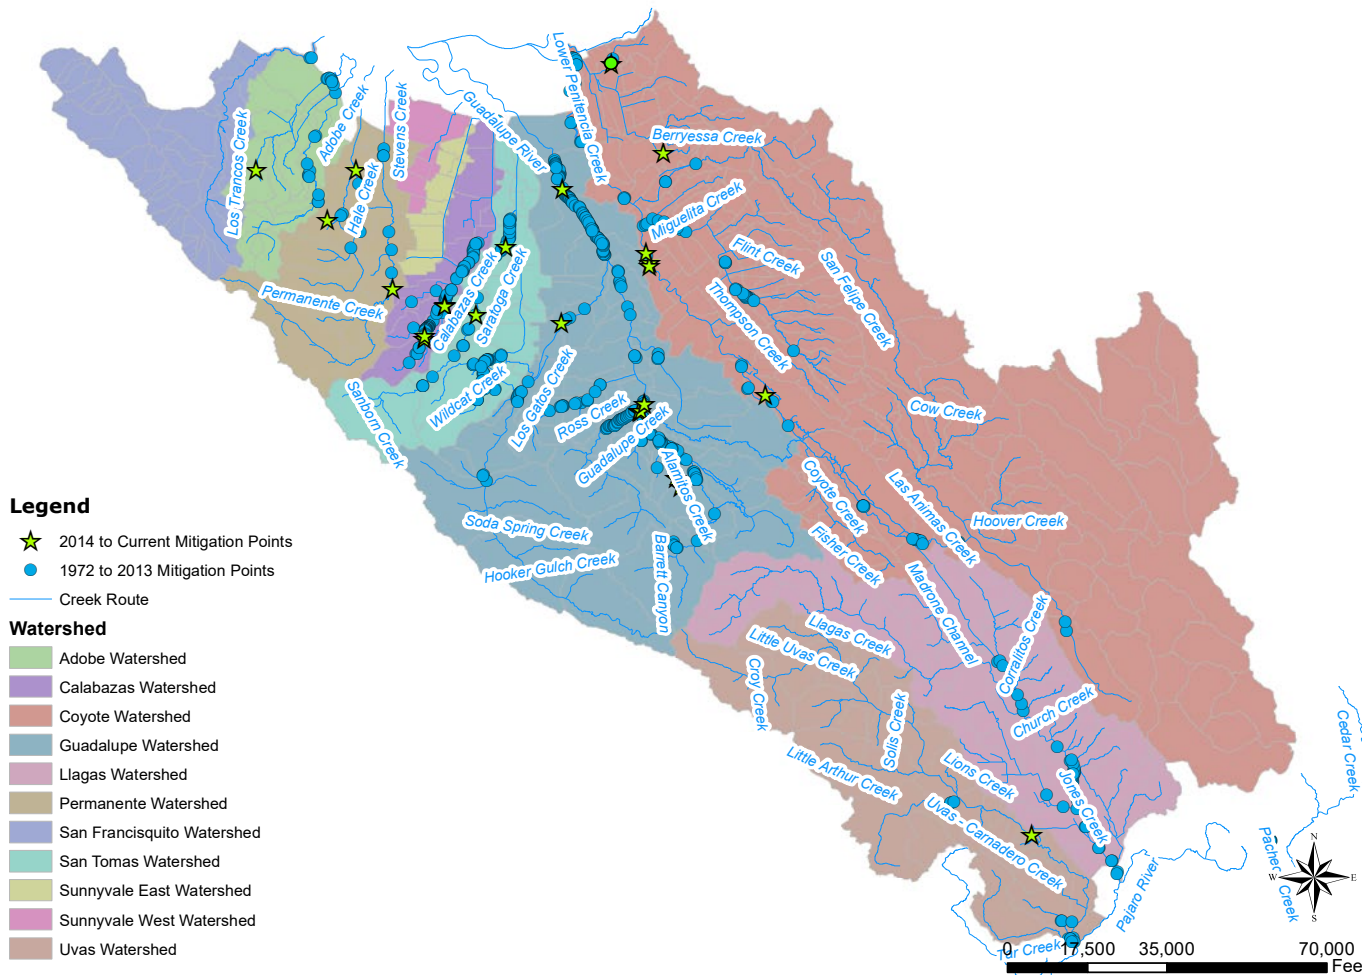 Lower Penitencia Creek
Guadalupe River
Stevens Creek
Adobe Creek
Los Trancos Creek
Hale Creek
Berryessa Creek
Miguelita Creek
Flint Creek
San Felipe Creek
Thompson Creek
Permanente Creek
Calabazas Creek
Saratoga Creek
Wildcat Creek
Sanborn Creek
Los Gatos Creek
Ross Creek
Guadalupe Creek
Alamitos Creek
Cow Creek
Coyote Creek
Las Animas Creek
Hoover Creek
Soda Spring Creek
Hooker Gulch Creek
Barrett Canyon
Fisher Creek
Madrone Channel
Corralitos Creek
Llagas Creek
Little Uvas Creek
Croy Creek
Solis Creek
Church Creek
Little Arthur Creek
Lions Creek
Jones Creek
Uvas - Carnadero Creek
Pajaro River
Tar Creek
Cedar Creek
Creek
Legend
2014 to Current Mitigation Points
1972 to 2013 Mitigation Points
Creek Route
Watershed
Adobe Watershed
Calabazas Watershed
Coyote Watershed
Guadalupe Watershed
Llagas Watershed
Permanente Watershed
San Francisquito Watershed
San Tomas Watershed
Sunnyvale East Watershed
Sunnyvale West Watershed
Uvas Watershed
N
W E
S
0 17,500 35,000 70,000
Fee